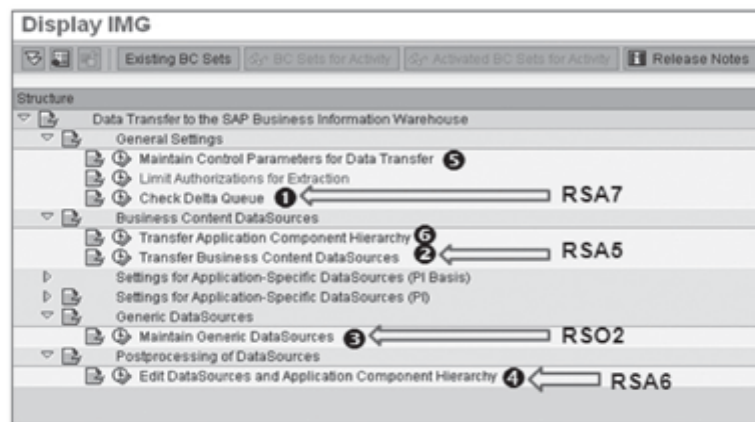 Display IMG
Existing BC Sets BC Sets for Activity Activated BC Sets for Activity Release Notes
Structure
Data Transfer to the SAP Business Information Warehouse
General Settings
Maintain Control Parameters for Data Transfer 5
Limit Authorizations for Extraction
Check Delta Queue 1 RSA7
Business Content DataSources
Transfer Application Component Hierarchy 6
Transfer Business Content DataSources 2 RSA5
Settings for Application-Specific DataSources (PI Basis)
Settings for Application-Specific DataSources (PI)
Generic DataSources
Maintain Generic DataSources 3 RSO2
Postprocessing of DataSources
Edit DataSources and Application Component Hierarchy 4 RSA6